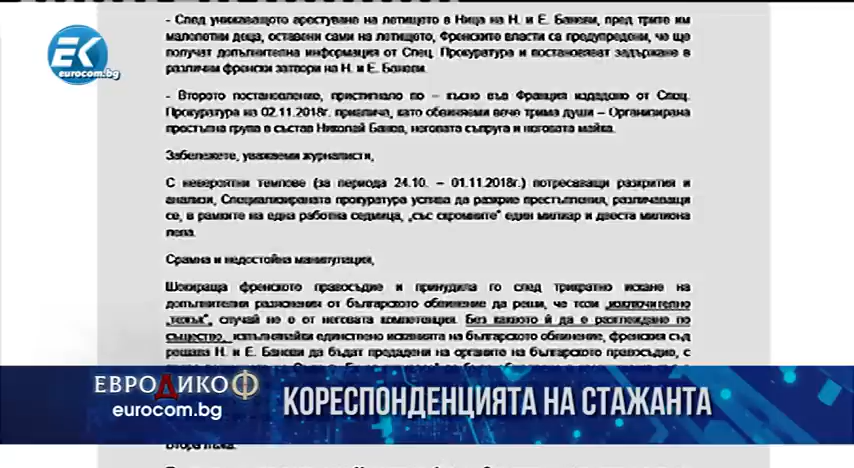 - След унизяващото арестуване на летището в Ница на Н. и Е. Банови, пред трите им
малолетни деца, оставени сами на летището, Френските власти са предупредени, че ще
получат допълнителна информация от Спец. Прокуратура и постановяват задържане в
различни френски затвори на Н. и Е. Банови.
- Второто постановление, пристигнало по – късно във Франция издадено от Спец.
Прокуратура на 02.11.2018г. привлича, като обвиняеми вече трима души – Организирана
престъпна група в състав Николай Банов, неговата съпруга и неговата майка.
Забележете, уважаеми журналисти,
С невероятни темпове (за периода 24.10. – 01.11.2018г.) потресаващи разкрития и
анализи, Специализираната прокуратура успява да разкрие престъпления, различаващи
се, в рамките на една работна седмица, „със скромните" един милиар и двеста милиона
лева.
Срамна и недостойна манипулация,
Шокираща френското правосъдие и принудила го след трикратно искане на
допълнителни разяснения от българското обвинение да реши, че този „изключително
„тежък", случай не е от неговата компетенция. Без каквото й да е разглеждане по
същество, изпълнявайки единствено исканията на българското обвинение, френския съд
решава Н. и Е. Банови да бъдат предадени на органите на българското правосъдие, с
ЕК
eurocom.bg
ЕВРОДИКОФ
eurocom.bg
КОРЕСПОНДЕНЦИЯТА НА СТАЖАНТА